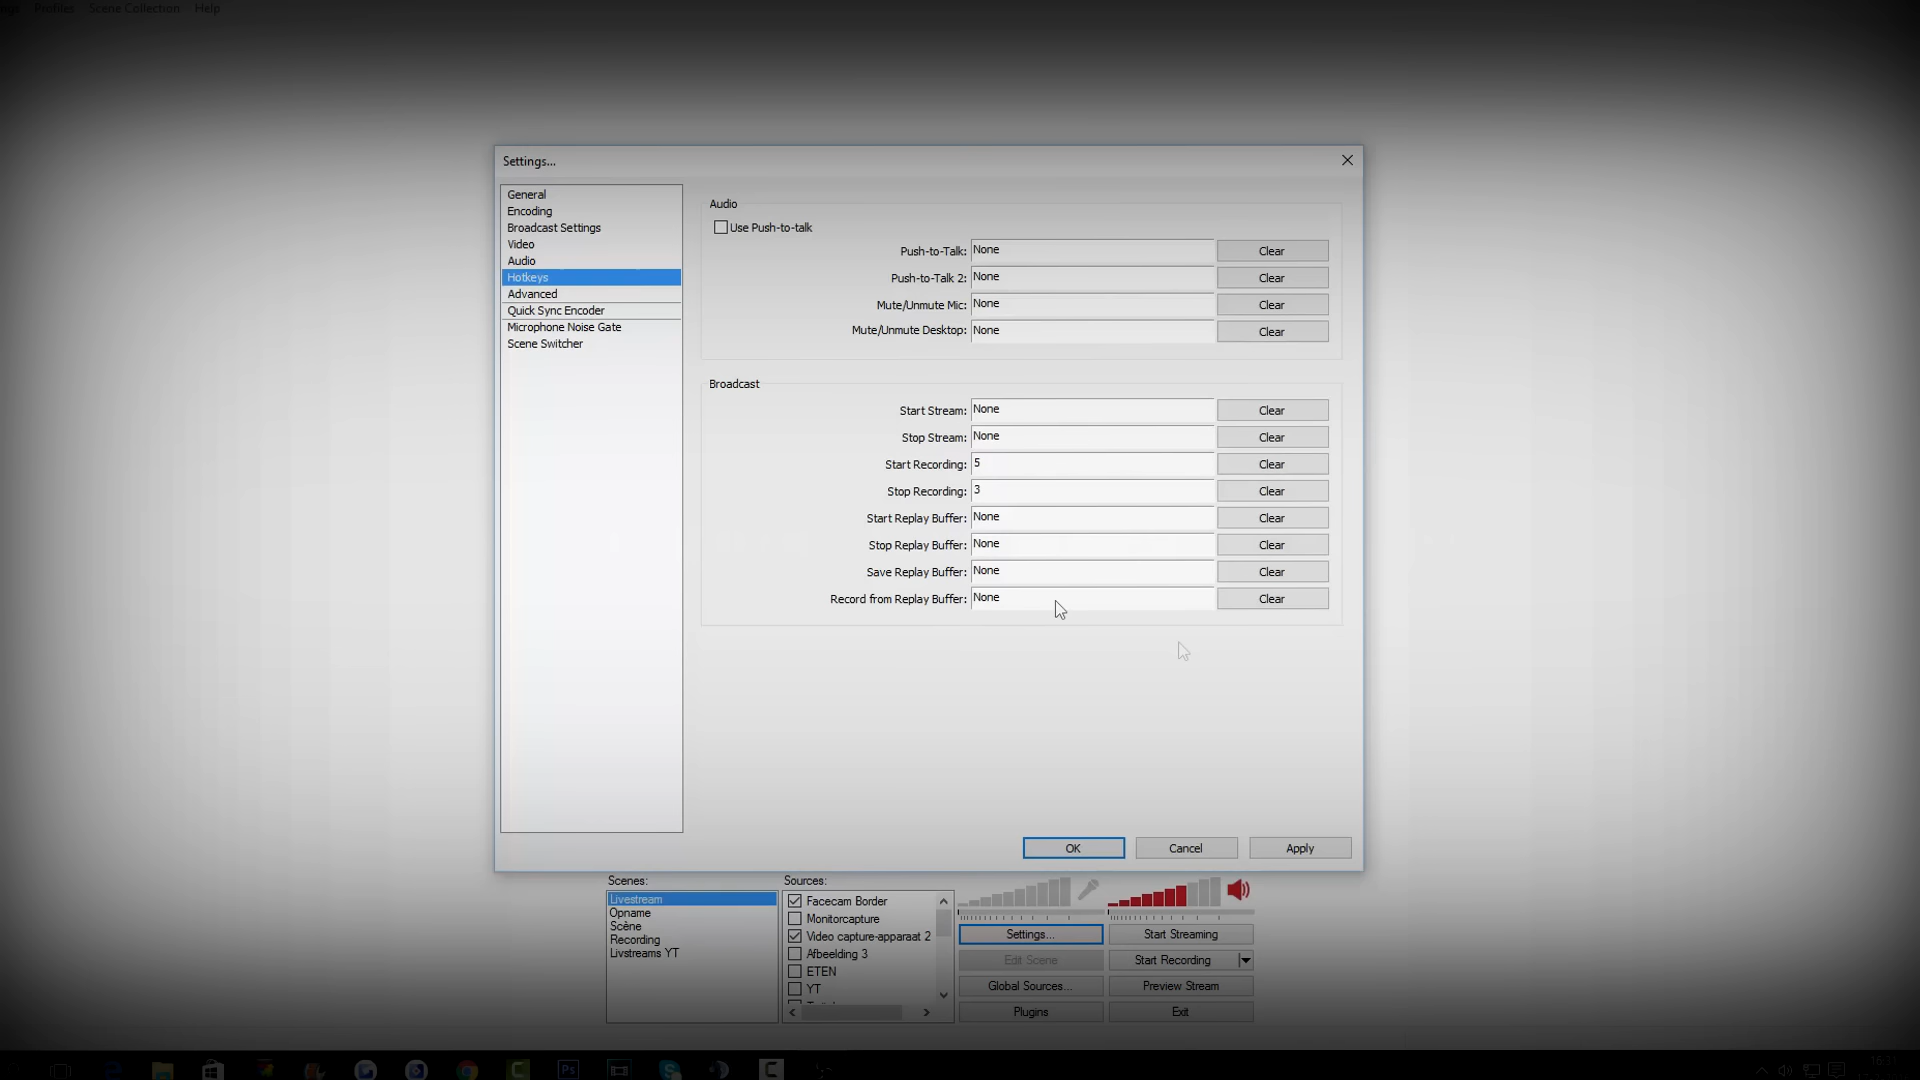 Profiles Scene Collection Help
Settings...
General
Encoding
Broadcast Settings
Video
Audio
Hotkeys
Advanced
Quick Sync Encoder
Microphone Noise Gate
Scene Switcher
Audio
Use Push-to-talk
Push-to-Talk: None Clear
Push-to-Talk 2: None Clear
Mute/Unmute Mic: None Clear
Mute/Unmute Desktop: None Clear
Broadcast
Start Stream: None Clear
Stop Stream: None Clear
Start Recording: 5 Clear
Stop Recording: 3 Clear
Start Replay Buffer: None Clear
Stop Replay Buffer: None Clear
Save Replay Buffer: None Clear
Record from Replay Buffer: None Clear
OK Cancel Apply
Scenes:
Livestream
Opname
Scène
Recording
Livstreams YT
Sources:
Facecam Border
Monitorcapture
Video capture-apparaat 2
Afbeelding 3
ETEN
YT
Settings... Start Streaming
Edit Scene Start Recording
Global Sources... Preview Stream
Plugins Exit
Ps
16:31